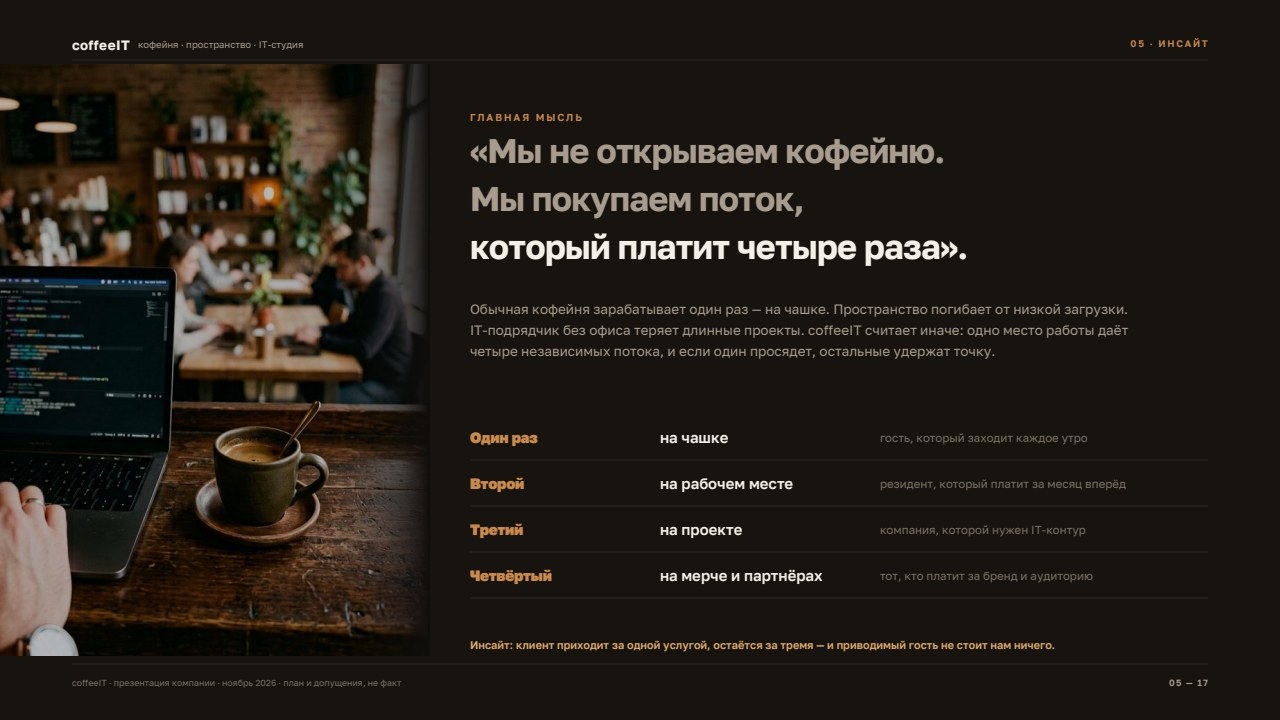 coffeeIT кофейня · пространство · IT-студия
05 · ИНСАЙТ
ГЛАВНАЯ МЫСЛЬ
«Мы не открываем кофейню.
Мы покупаем поток,
который платит четыре раза».
Обычная кофейня зарабатывает один раз — на чашке. Пространство погибает от низкой загрузки.
IT-подрядчик без офиса теряет длинные проекты. coffeeIT считает иначе: одно место работы даёт
четыре независимых потока, и если один просядет, остальные удержат точку.
Один раз на чашке гость, который заходит каждое утро
Второй на рабочем месте резидент, который платит за месяц вперёд
Третий на проекте компания, которой нужен IT-контур
Четвёртый на мерче и партнёрах тот, кто платит за бренд и аудиторию
Инсайт: клиент приходит за одной услугой, остаётся за тремя — и приводимый гость не стоит нам ничего.
coffeeIT · презентация компании · ноябрь 2026 · план и допущения, не факт
05 — 17